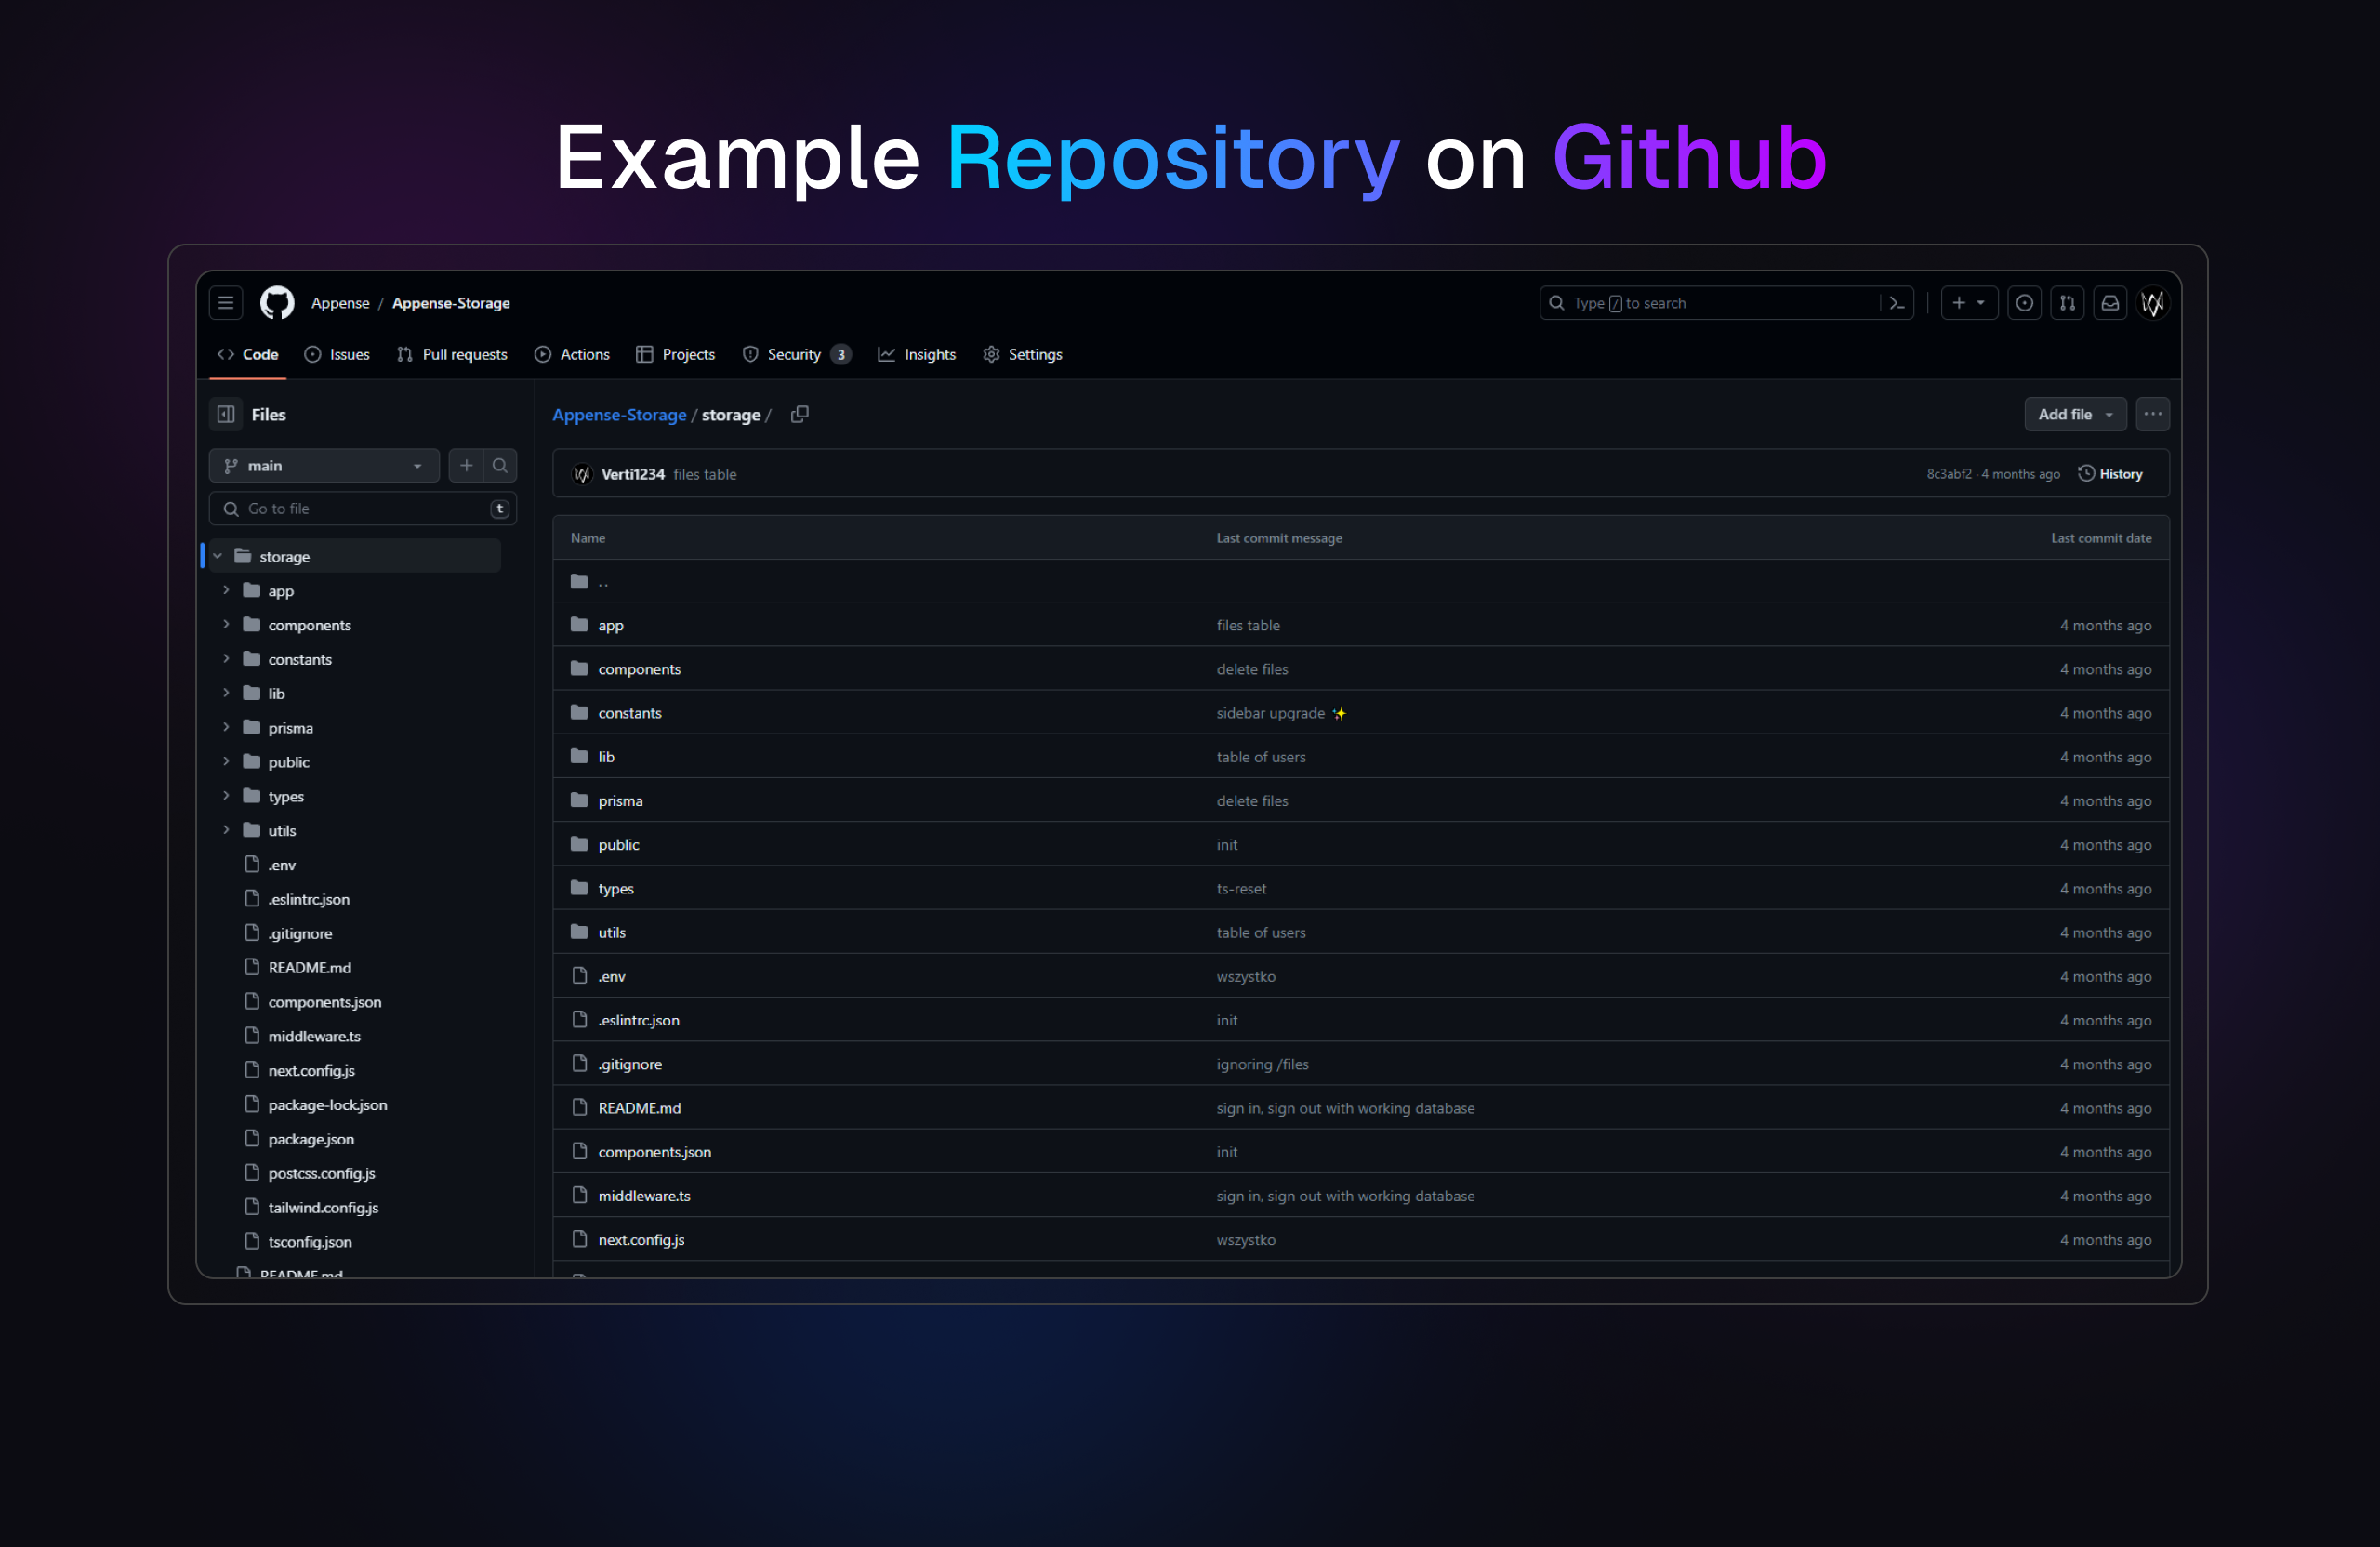 Example Repository on Github
Appense / Appense-Storage
Type / to search
Code Issues Pull requests Actions Projects Security 3 Insights Settings
Files
main
Go to file t
storage
app
components
constants
lib
prisma
public
types
utils
.env
.eslintrc.json
.gitignore
README.md
components.json
middleware.ts
next.config.js
package-lock.json
package.json
postcss.config.js
tailwind.config.js
tsconfig.json
README.md
Appense-Storage / storage /
Add file
Verti1234 files table 8c3abf2 · 4 months ago History
Name Last commit message Last commit date
..
app files table 4 months ago
components delete files 4 months ago
constants sidebar upgrade ✨ 4 months ago
lib table of users 4 months ago
prisma delete files 4 months ago
public init 4 months ago
types ts-reset 4 months ago
utils table of users 4 months ago
.env wszystko 4 months ago
.eslintrc.json init 4 months ago
.gitignore ignoring /files 4 months ago
README.md sign in, sign out with working database 4 months ago
components.json init 4 months ago
middleware.ts sign in, sign out with working database 4 months ago
next.config.js wszystko 4 months ago